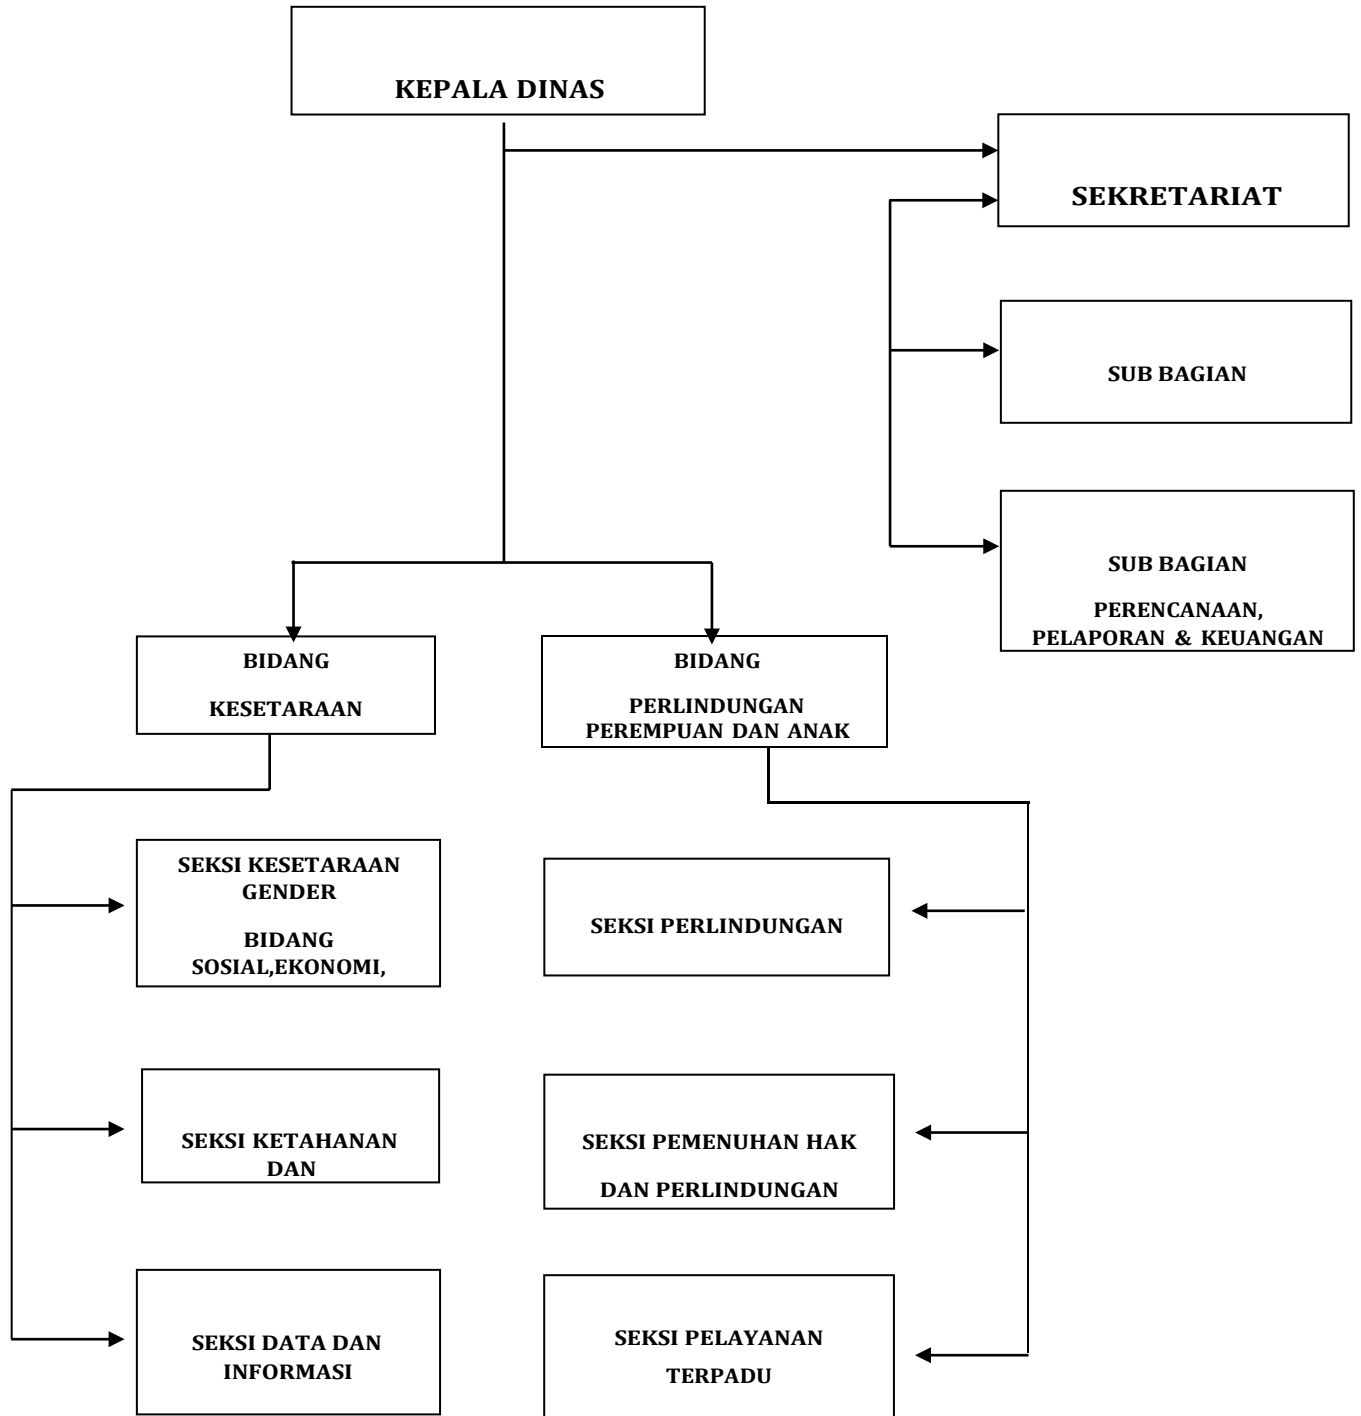 KEPALA DINAS
SEKRETARIAT
SUB BAGIAN
SUB BAGIAN
PERENCANAAN,
PELAPORAN & KEUANGAN
BIDANG
KESETARAAN
BIDANG
PERLINDUNGAN
PEREMPUAN DAN ANAK
SEKSI KESETARAAN
GENDER
BIDANG
SOSIAL,EKONOMI,
SEKSI PERLINDUNGAN
SEKSI KETAHANAN
DAN
SEKSI PEMENUHAN HAK
DAN PERLINDUNGAN
SEKSI DATA DAN
INFORMASI
SEKSI PELAYANAN
TERPADU